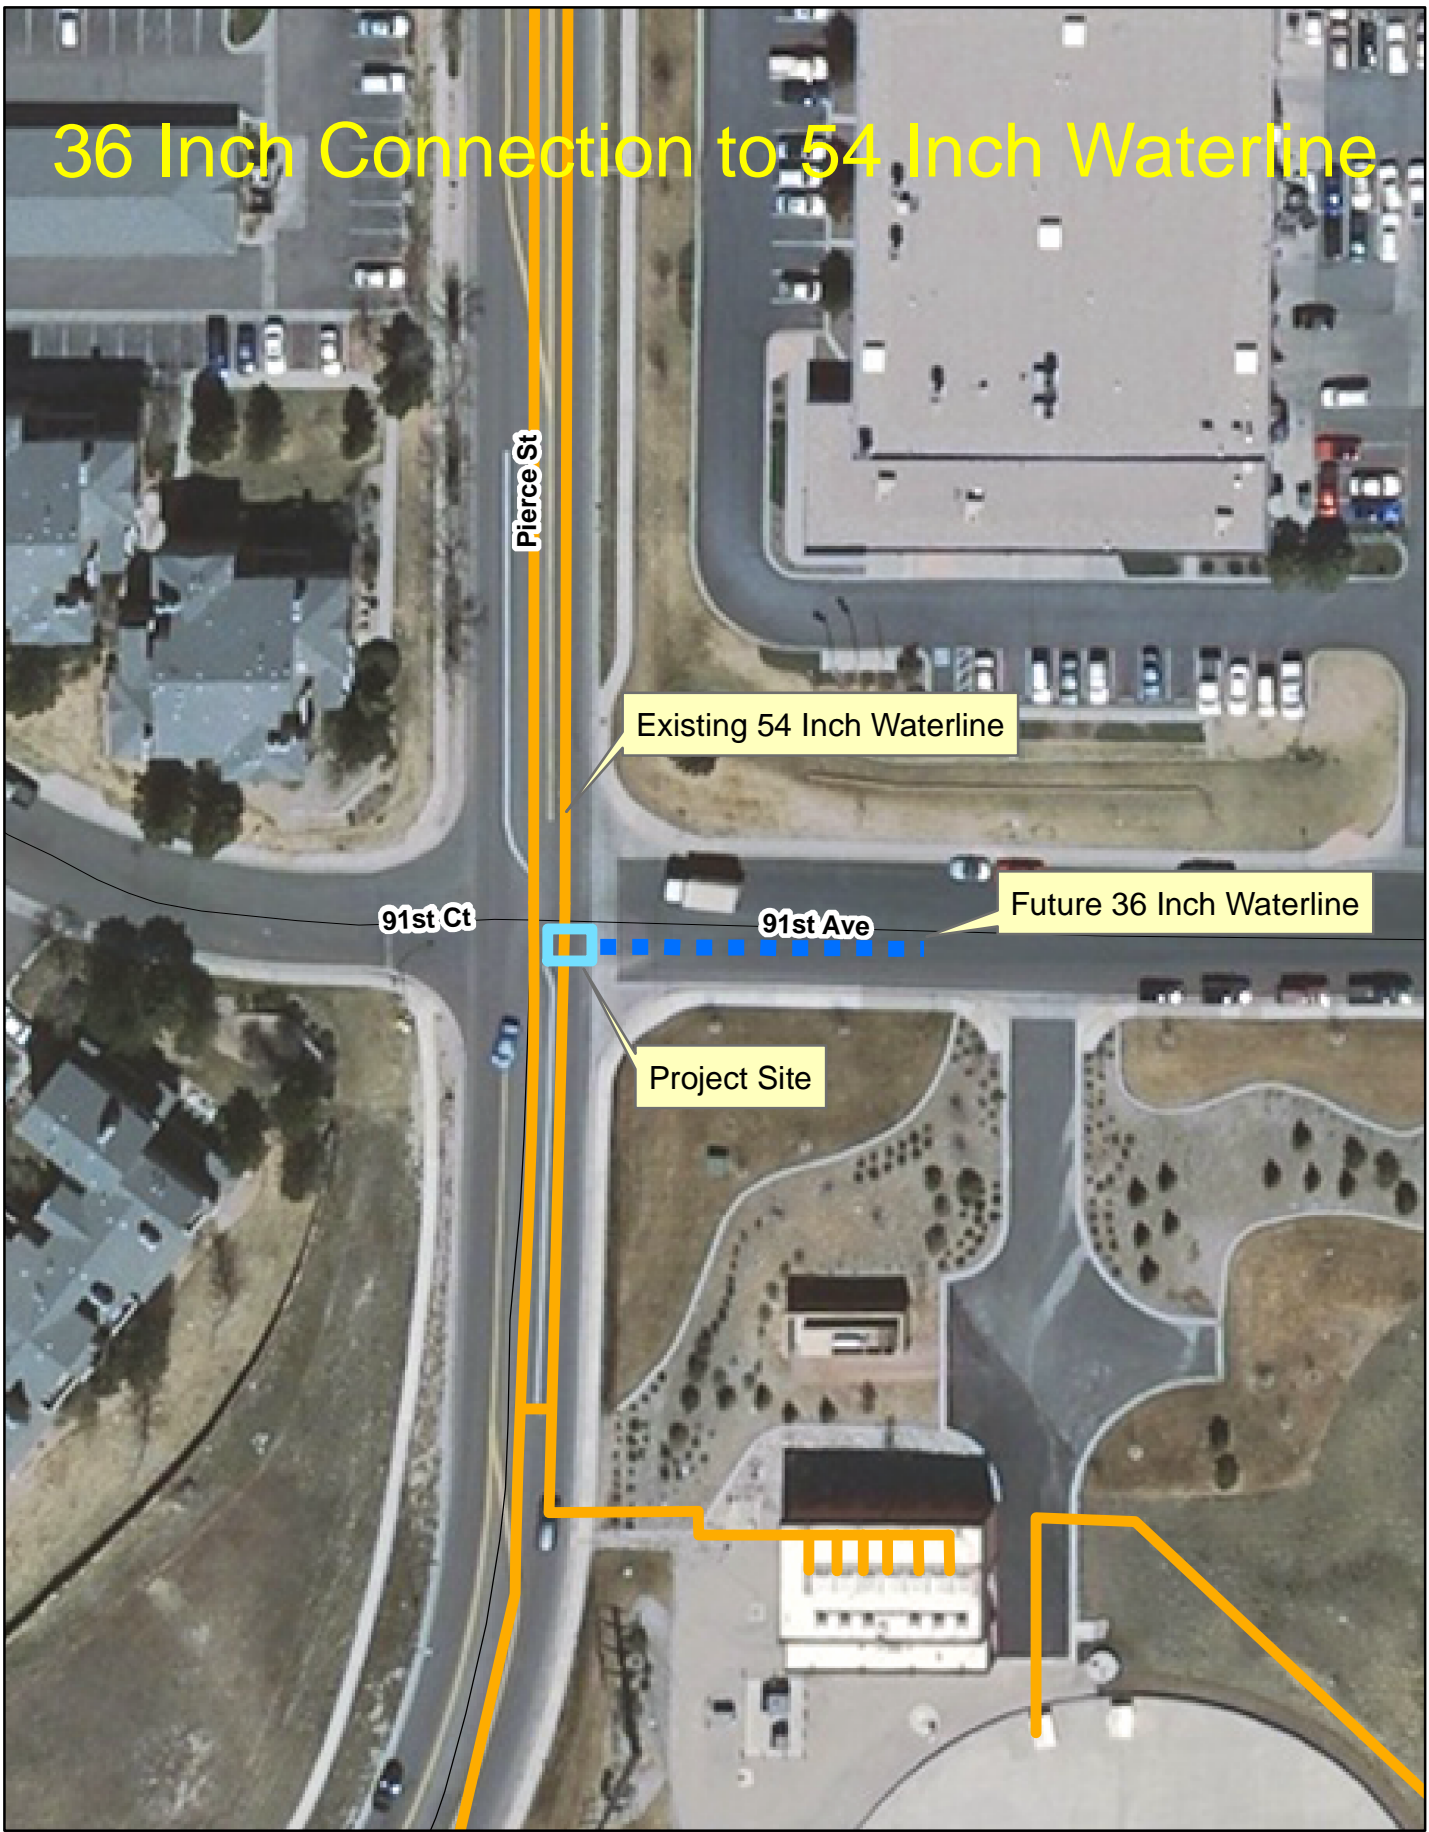 36 Inch Connection to 54 Inch Waterline
Pierce St
Existing 54 Inch Waterline
Future 36 Inch Waterline
91st Ct
91st Ave
Project Site